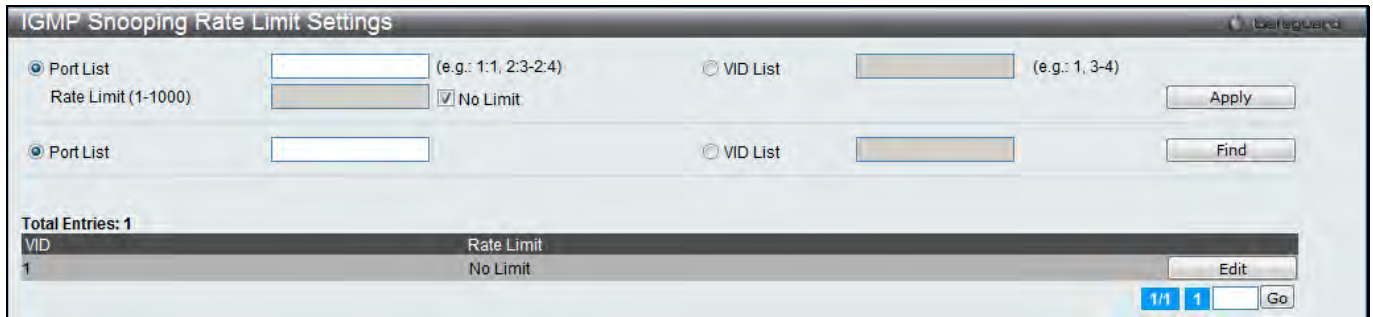 IGMP Snooping Rate Limit Settings
Safeguard
Port List (e.g.: 1:1, 2:3-2:4) VID List (e.g.: 1, 3-4)
Rate Limit (1-1000) No Limit Apply
Port List VID List Find
Total Entries: 1
VID Rate Limit
1 No Limit Edit
1/1 1 Go